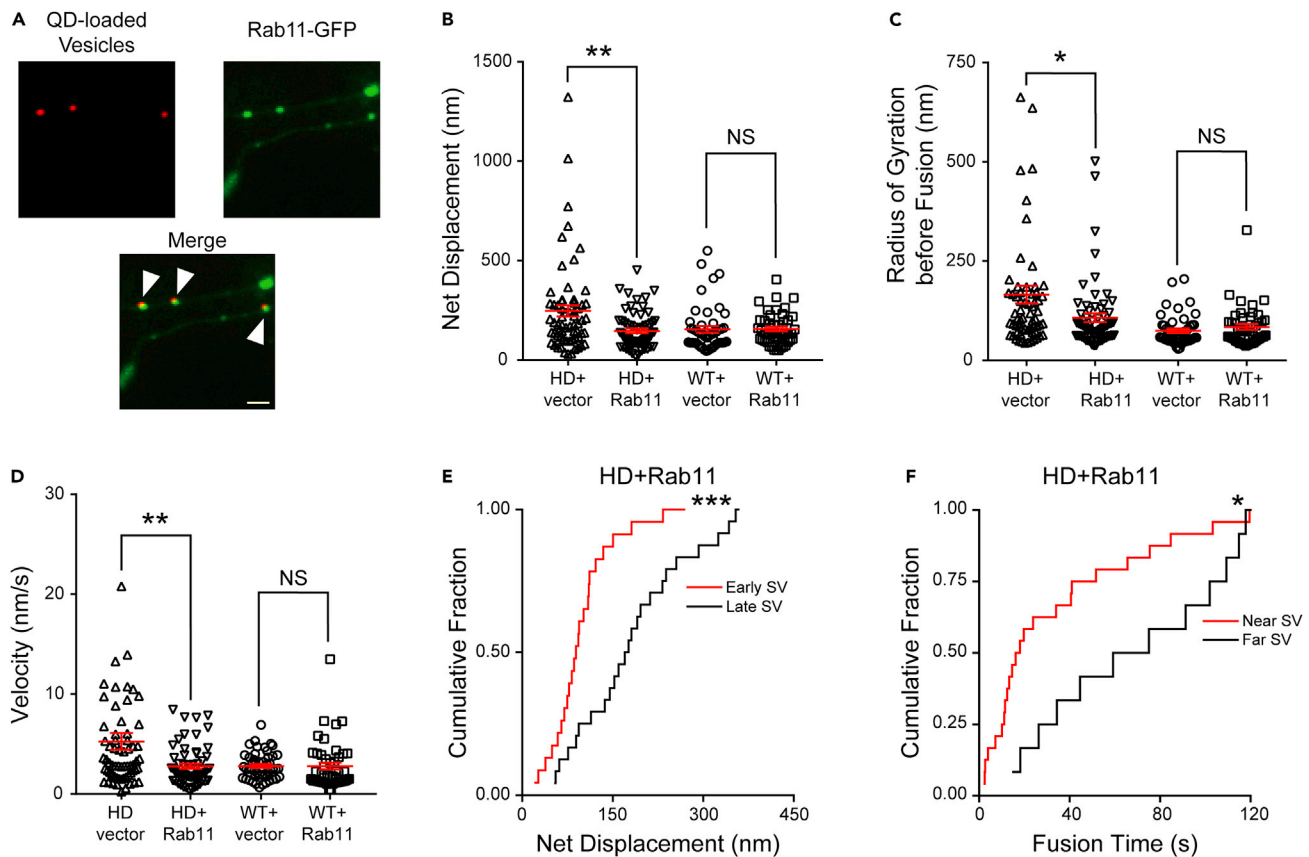 A
QD-loaded
Vesicles
Rab11-GFP
Merge
B
Net Displacement (nm)
1500
1000
500
0
**
NS
HD+
vector
HD+
Rab11
WT+
vector
WT+
Rab11
C
Radius of Gyration
before Fusion (nm)
750
500
250
0
*
NS
HD+
vector
HD+
Rab11
WT+
vector
WT+
Rab11
D
Velocity (nm/s)
30
20
10
0
**
NS
HD
vector
HD+
Rab11
WT+
vector
WT+
Rab11
E
HD+Rab11
Cumulative Fraction
1.00
0.75
0.50
0.25
0.00
***
Early SV
Late SV
0
150
300
450
Net Displacement (nm)
F
HD+Rab11
Cumulative Fraction
1.00
0.75
0.50
0.25
0.00
*
Near SV
Far SV
0
40
80
120
Fusion Time (s)